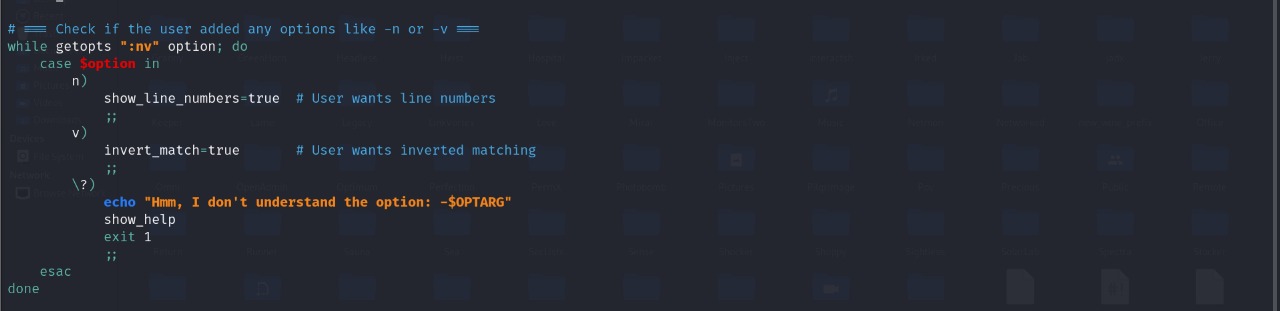 # === Check if the user added any options like -n or -v ===
while getopts ":nv" option; do
    case $option in
        n)
            show_line_numbers=true  # User wants line numbers
            ;;
        v)
            invert_match=true       # User wants inverted matching
            ;;
        \?)
            echo "Hmm, I don't understand the option: -$OPTARG"
            show_help
            exit 1
            ;;
    esac
done